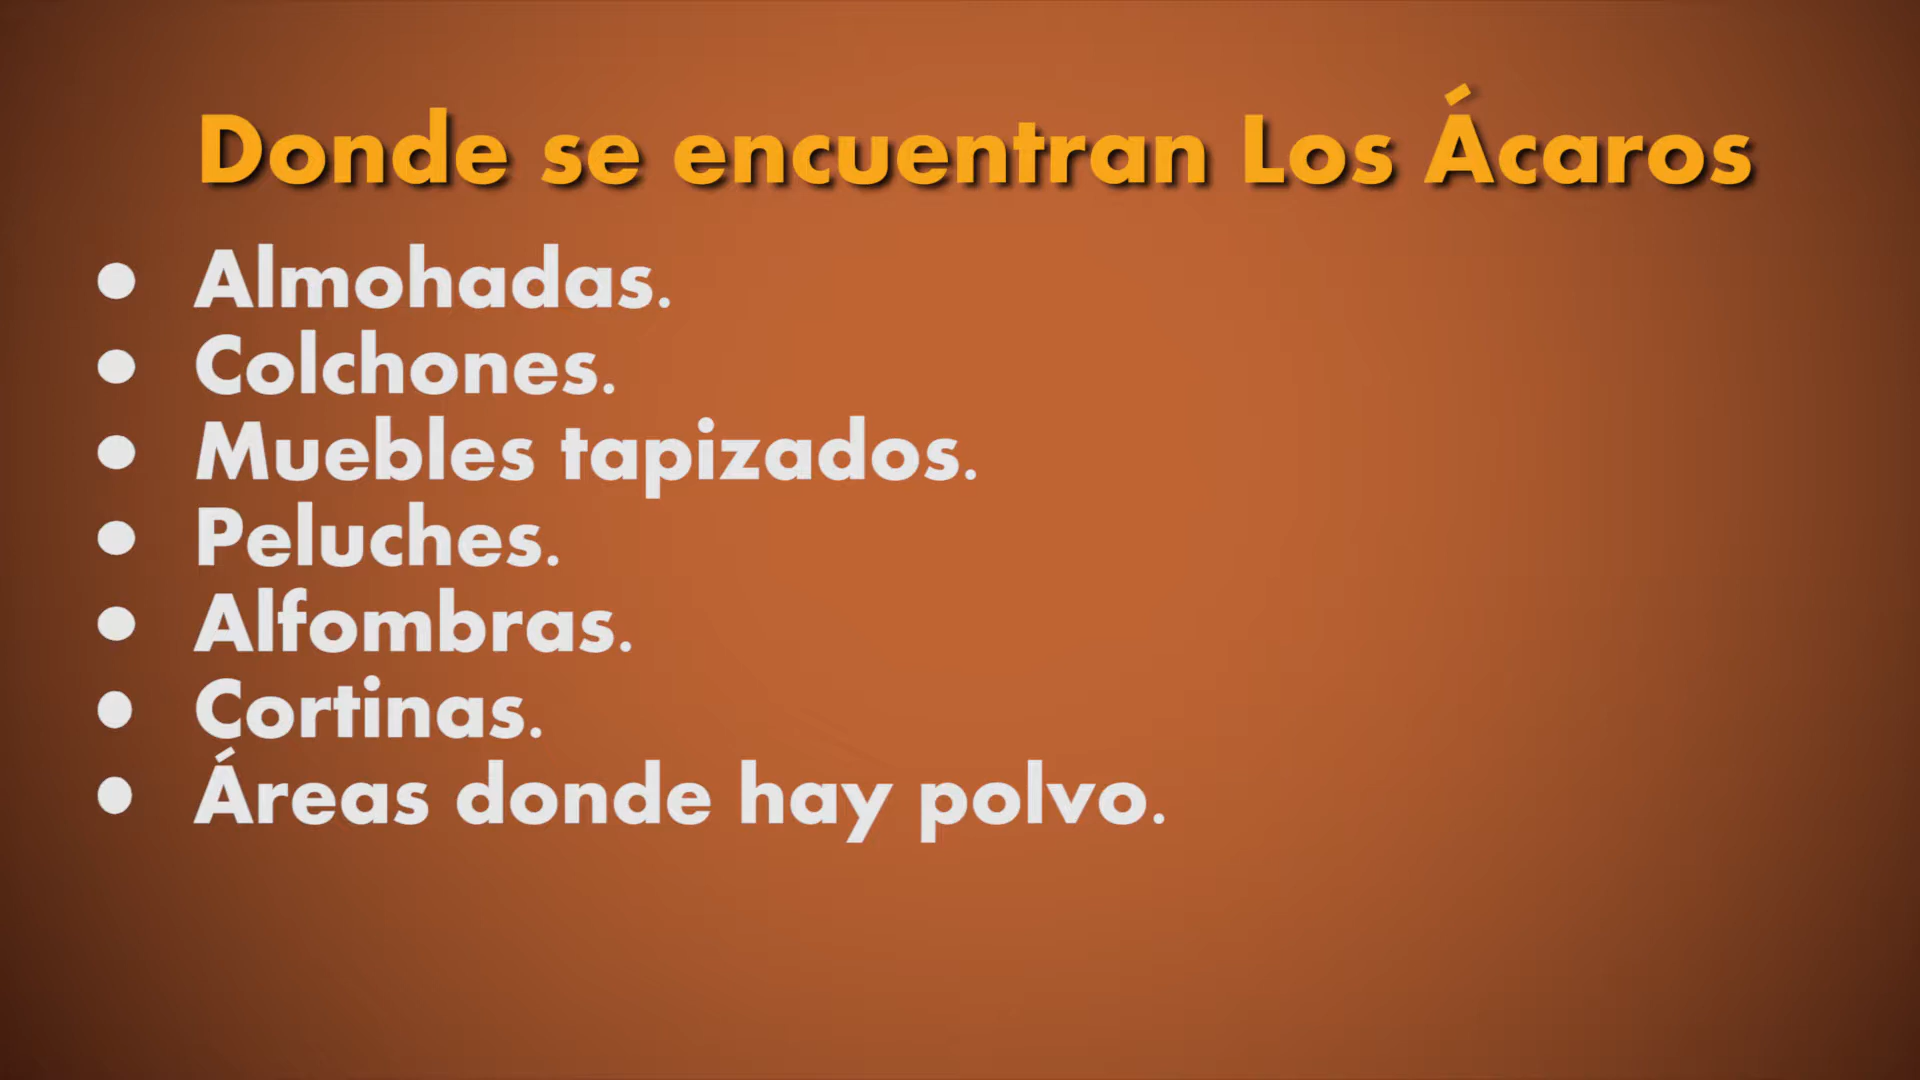 Donde se encuentran Los Ácaros
● Almohadas.
● Colchones.
● Muebles tapizados.
● Peluches.
● Alfombras.
● Cortinas.
● Áreas donde hay polvo.